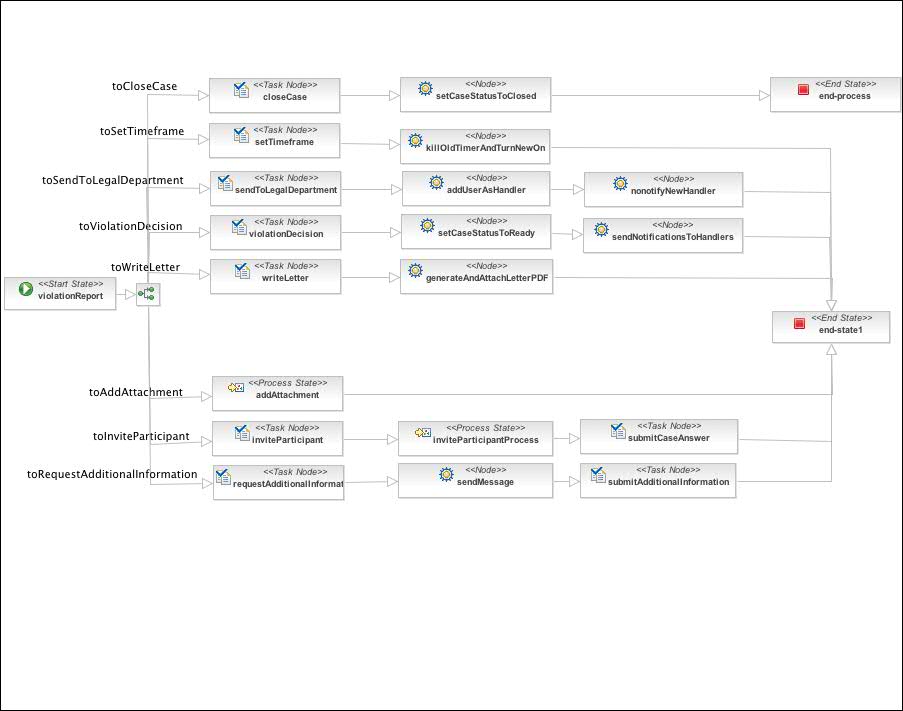 toCloseCase
<<Task Node>>
closeCase
<<Node>>
setCaseStatusToClosed
<<End State>>
end-process
toSetTimeframe
<<Task Node>>
setTimeframe
<<Node>>
killOldTimerAndTurnNewOn
toSendToLegalDepartment
<<Task Node>>
sendToLegalDepartment
<<Node>>
addUserAsHandler
<<Node>>
nonotifyNewHandler
toViolationDecision
<<Task Node>>
violationDecision
<<Node>>
setCaseStatusToReady
<<Node>>
sendNotificationsToHandlers
toWriteLetter
<<Task Node>>
writeLetter
<<Node>>
generateAndAttachLetterPDF
<<Start State>>
violationReport
<<End State>>
end-state1
toAddAttachment
<<Process State>>
addAttachment
toInviteParticipant
<<Task Node>>
inviteParticipant
<<Process State>>
inviteParticipantProcess
<<Task Node>>
submitCaseAnswer
toRequestAdditionalInformation
<<Task Node>>
requestAdditionalInformat
<<Node>>
sendMessage
<<Task Node>>
submitAdditionalInformation